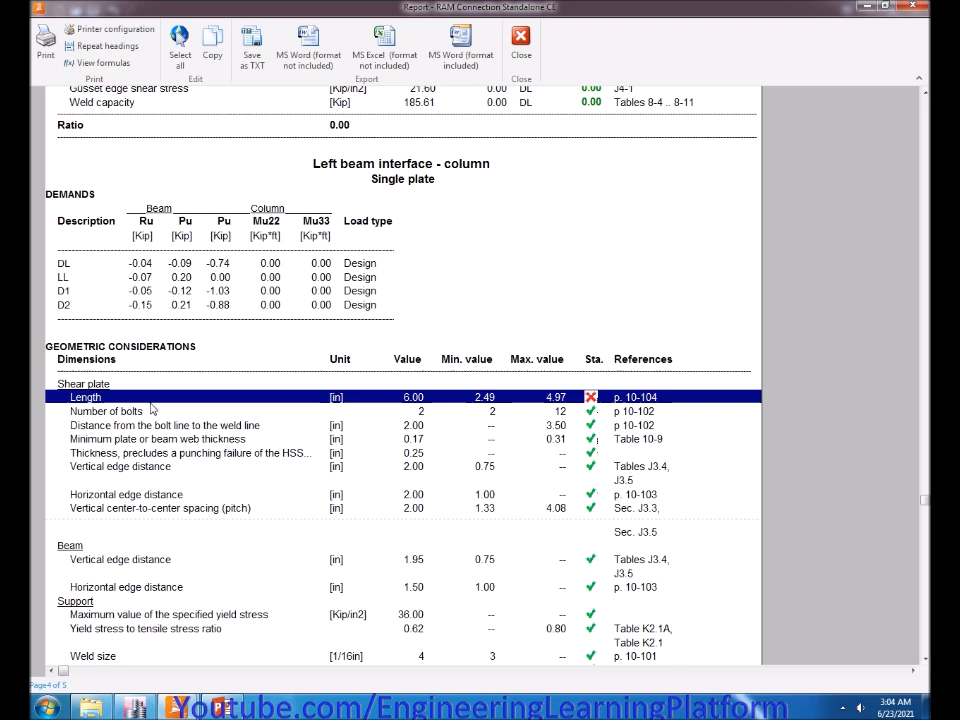 Report - RAM Connection Standalone CE
Print
Printer configuration
Repeat headings
f(x) View formulas
Print
Select all
Copy
Edit
Save as TXT
MS Word (format not included)
MS Excel (format not included)
MS Word (format included)
Export
Close
Close
Gusset edge shear stress [Kip/in2] 21.60 0.00 DL 0.00 J4-1
Weld capacity [Kip] 185.61 0.00 DL 0.00 Tables 8-4 .. 8-11
Ratio 0.00
Left beam interface - column
Single plate
DEMANDS
Beam Column
Description Ru Pu Pu Mu22 Mu33 Load type
[Kip] [Kip] [Kip] [Kip*ft] [Kip*ft]
DL -0.04 -0.09 -0.74 0.00 0.00 Design
LL -0.07 0.20 0.00 0.00 0.00 Design
D1 -0.05 -0.12 -1.03 0.00 0.00 Design
D2 -0.15 0.21 -0.88 0.00 0.00 Design
GEOMETRIC CONSIDERATIONS
Dimensions Unit Value Min. value Max. value Sta. References
Shear plate
Length [in] 6.00 2.49 4.97 p. 10-104
Number of bolts 2 2 12 p 10-102
Distance from the bolt line to the weld line [in] 2.00 -- 3.50 p 10-102
Minimum plate or beam web thickness [in] 0.17 -- 0.31 Table 10-9
Thickness, precludes a punching failure of the HSS... [in] 0.25 -- --
Vertical edge distance [in] 2.00 0.75 -- Tables J3.4,
J3.5
Horizontal edge distance [in] 2.00 1.00 -- p. 10-103
Vertical center-to-center spacing (pitch) [in] 2.00 1.33 4.08 Sec. J3.3,
Sec. J3.5
Beam
Vertical edge distance [in] 1.95 0.75 -- Tables J3.4,
J3.5
Horizontal edge distance [in] 1.50 1.00 -- p. 10-103
Support
Maximum value of the specified yield stress [Kip/in2] 36.00 -- --
Yield stress to tensile stress ratio 0.62 -- 0.80 Table K2.1A,
Table K2.1
Weld size [1/16in] 4 3 -- p. 10-101
Page4 of 5
Youtube.com/EngineeringLearningPlatform
3:04 AM
6/23/2021